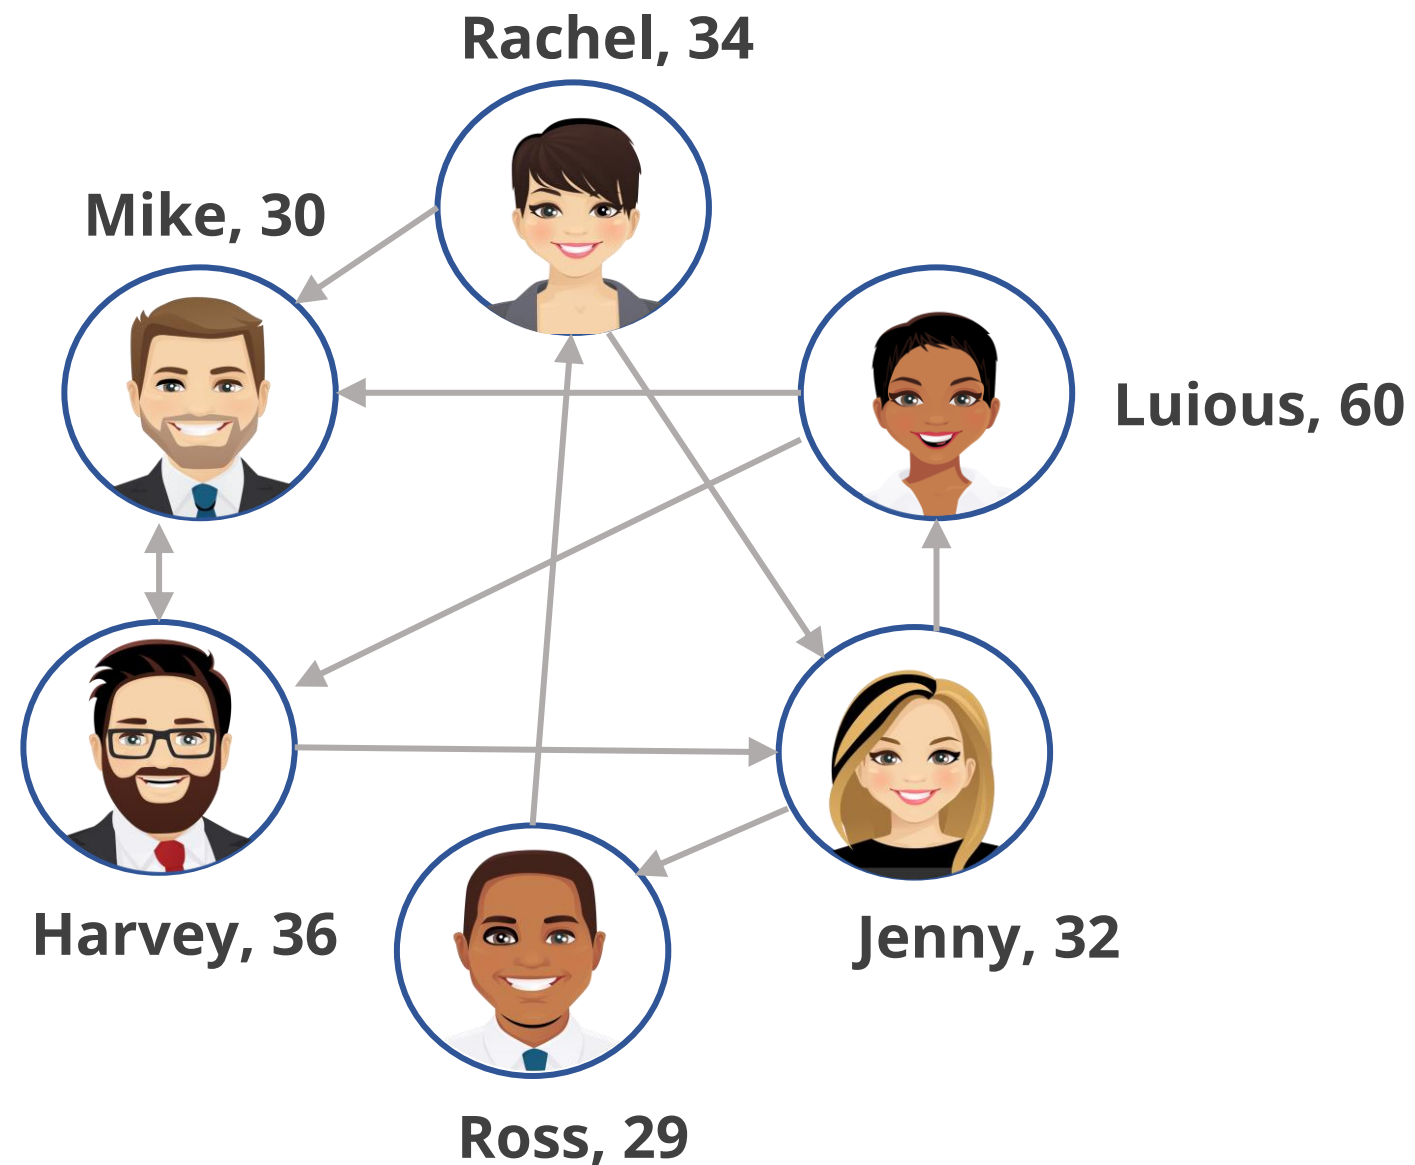 Rachel, 34
Mike, 30
Luious, 60
Harvey, 36
Jenny, 32
Ross, 29